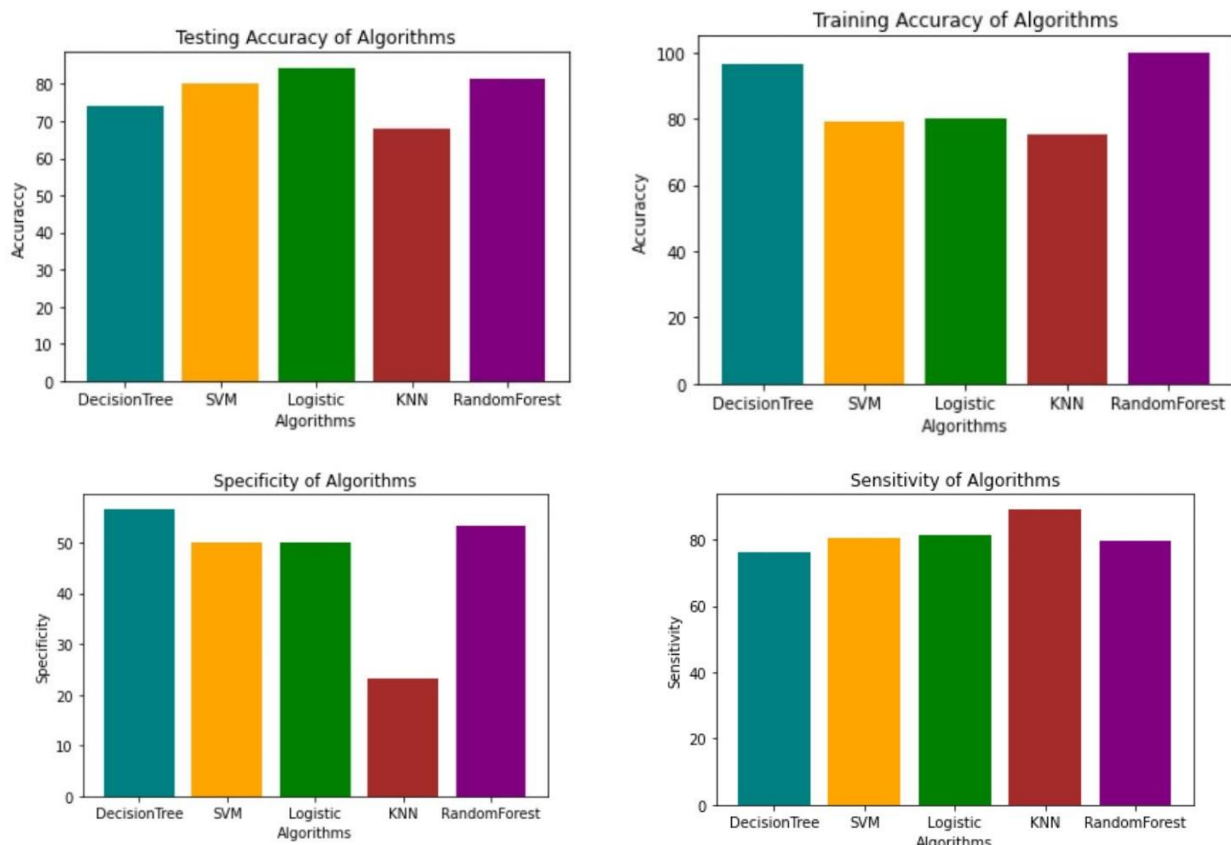 Testing Accuracy of Algorithms
80
70
60
50
40
30
20
10
0
Accuraccy
DecisionTree SVM Logistic KNN RandomForest
Algorithms
Training Accuracy of Algorithms
100
80
60
40
20
0
Accuraccy
DecisionTree SVM Logistic KNN RandomForest
Algorithms
Specificity of Algorithms
50
40
30
20
10
0
Specificity
DecisionTree SVM Logistic KNN RandomForest
Algorithms
Sensitivity of Algorithms
80
60
40
20
0
Sensitivity
DecisionTree SVM Logistic KNN RandomForest
Algorithms